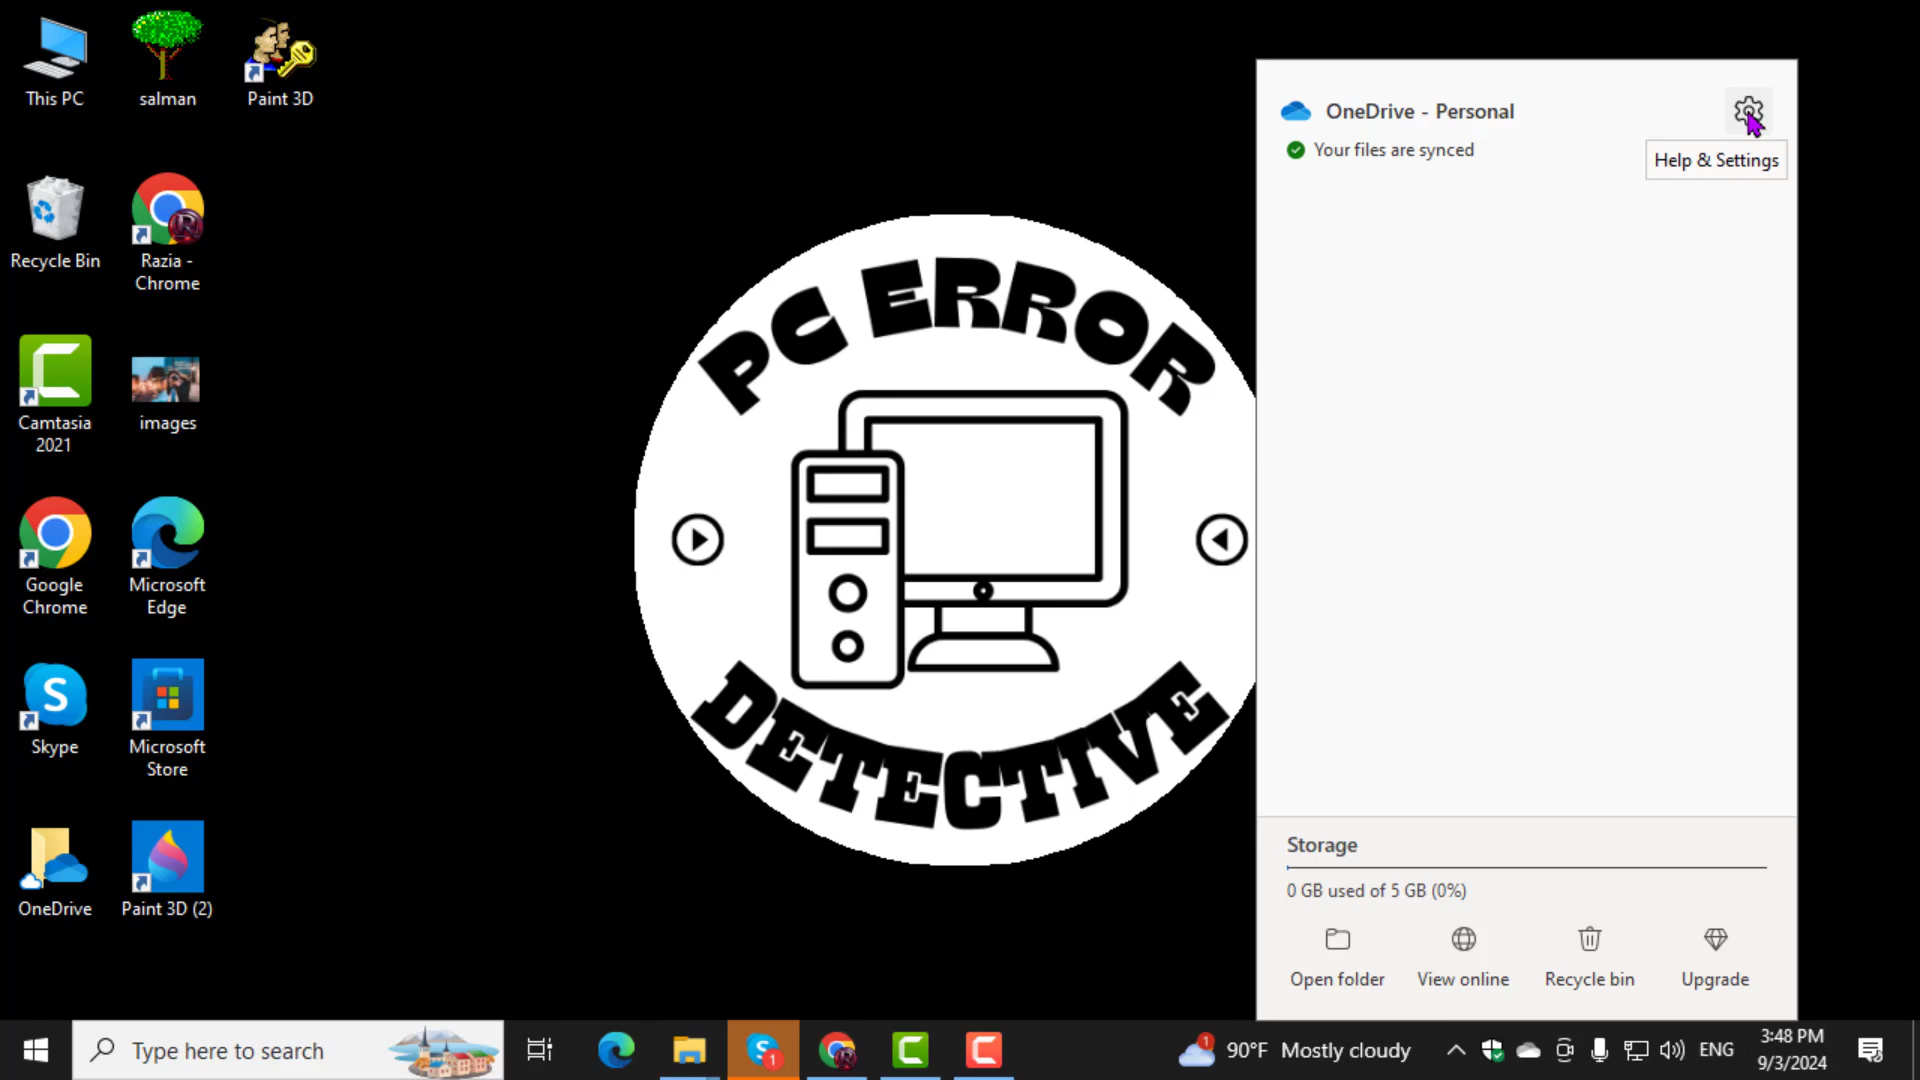 This PC
salman
Paint 3D
Recycle Bin
Razia -
Chrome
Camtasia
2021
images
Google
Chrome
Microsoft
Edge
Skype
Microsoft
Store
OneDrive
Paint 3D (2)
PC ERROR
DETECTIVE
OneDrive - Personal
Your files are synced
Help & Settings
Storage
0 GB used of 5 GB (0%)
Open folder
View online
Recycle bin
Upgrade
Type here to search
1
1
90°F Mostly cloudy
ENG
3:48 PM
9/3/2024